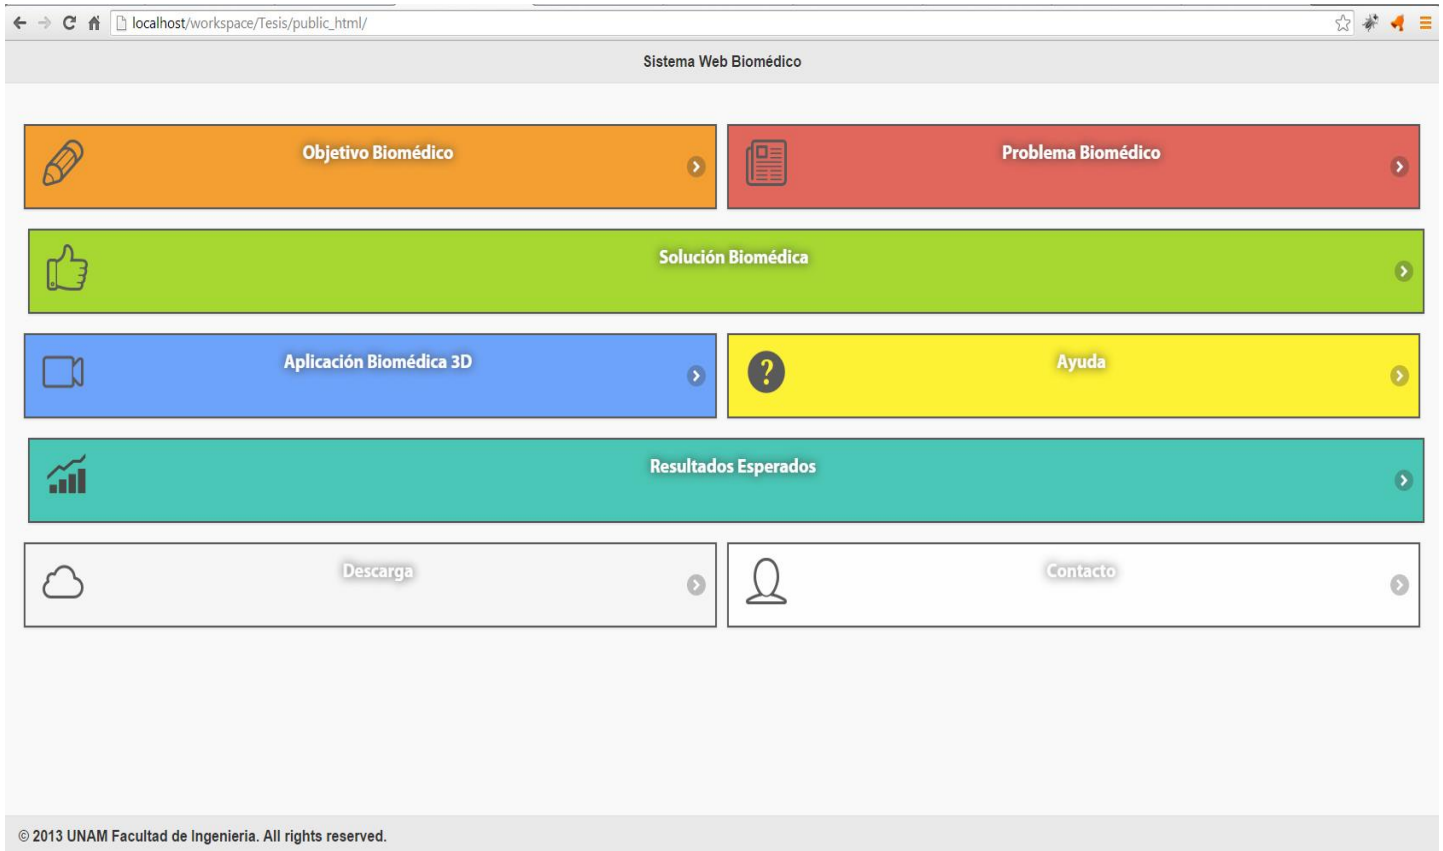 localhost/workspace/Tesis/public_html/
Sistema Web Biomédico
Objetivo Biomédico
Problema Biomédico
Solución Biomédica
Aplicación Biomédica 3D
?
Ayuda
Resultados Esperados
Descarga
Contacto
© 2013 UNAM Facultad de Ingenieria. All rights reserved.